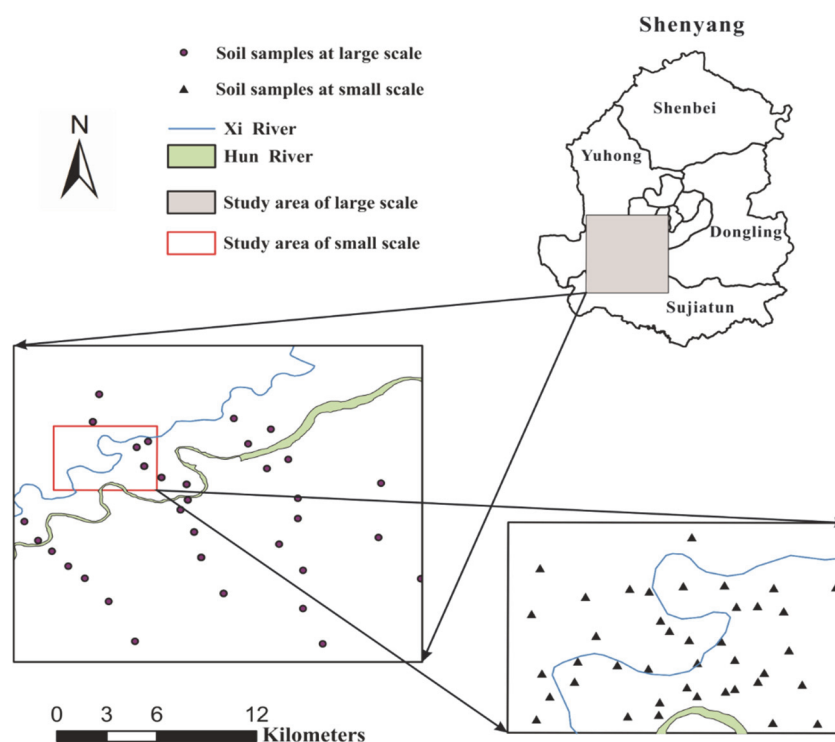 Shenyang
Soil samples at large scale
Soil samples at small scale
N
Xi River
Hun River
Study area of large scale
Study area of small scale
Shenbei
Yuhong
Dongling
Sujiatun
0 3 6 12
Kilometers